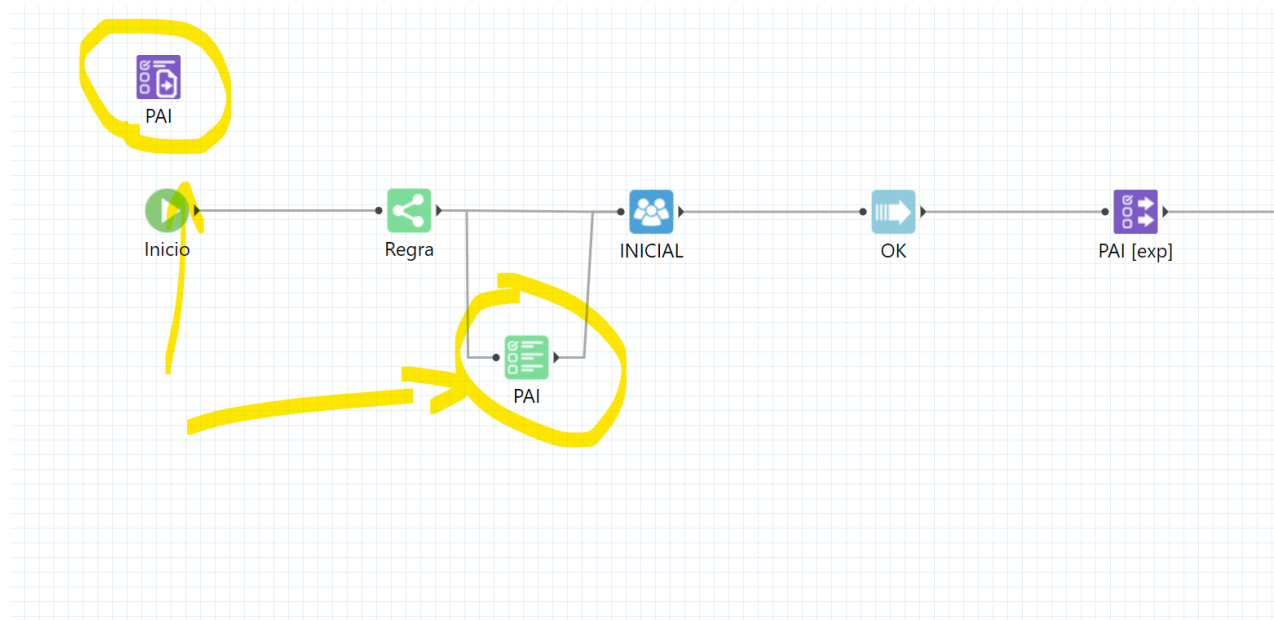 PAI
Inicio
Regra
INICIAL
OK
PAI [exp]
PAI